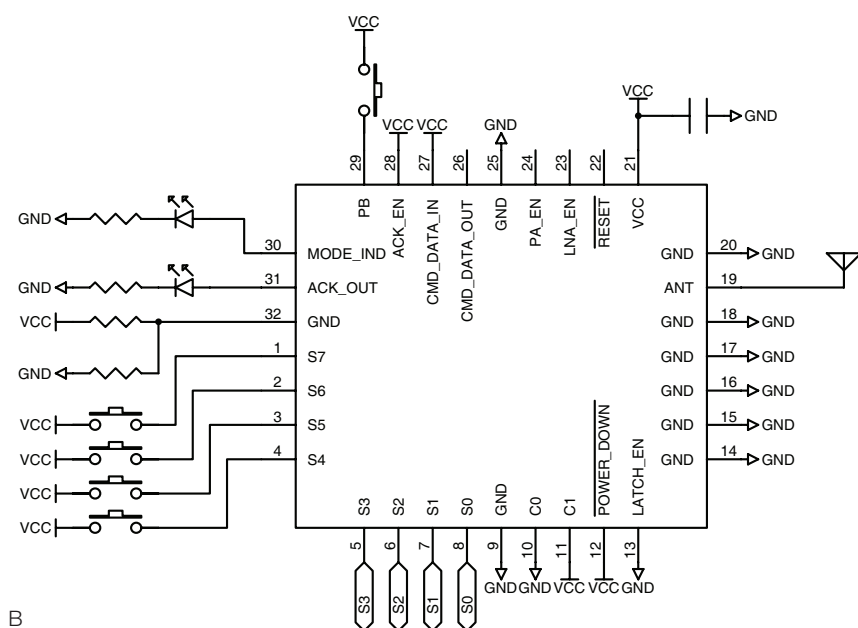 VCC
VCC
VCC
GND
VCC
GND
29
28
27
26
25
24
23
22
21
PB
ACK_EN
CMD_DATA_IN
CMD_DATA_OUT
GND
PA_EN
LNA_EN
RESET
VCC
GND
30
MODE_IND
GND
20
GND
GND
31
ACK_OUT
ANT
19
VCC
32
GND
GND
18
GND
GND
1
S7
GND
17
GND
2
S6
GND
16
GND
VCC
3
S5
GND
15
GND
VCC
4
S4
GND
14
GND
VCC
VCC
S3
S2
S1
S0
GND
C0
C1
POWER_DOWN
LATCH_EN
5
6
7
8
9
10
11
12
13
S3
S2
S1
S0
GND
GND
VCC
VCC
GND
B